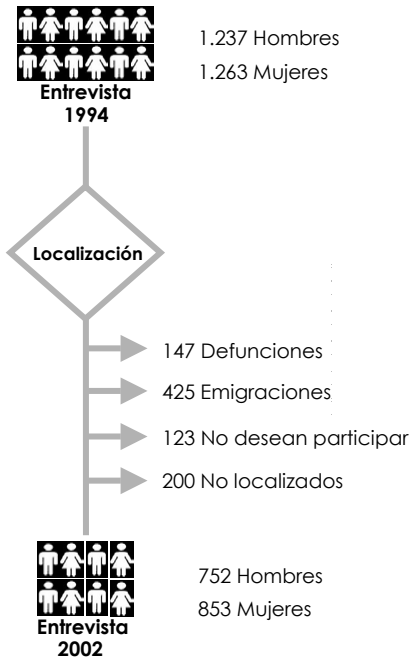 1.237 Hombres
1.263 Mujeres
Entrevista
1994
Localización
147 Defunciones
425 Emigraciones
123 No desean participar
200 No localizados
752 Hombres
853 Mujeres
Entrevista
2002